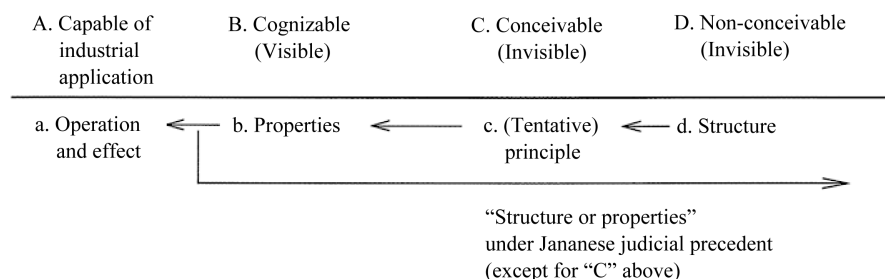 A. Capable of
industrial
application
B. Cognizable
(Visible)
C. Conceivable
(Invisible)
D. Non-conceivable
(Invisible)
a. Operation
and effect
b. Properties
c. (Tentative)
principle
d. Structure
“Structure or properties”
under Jananese judicial precedent
(except for “C” above)